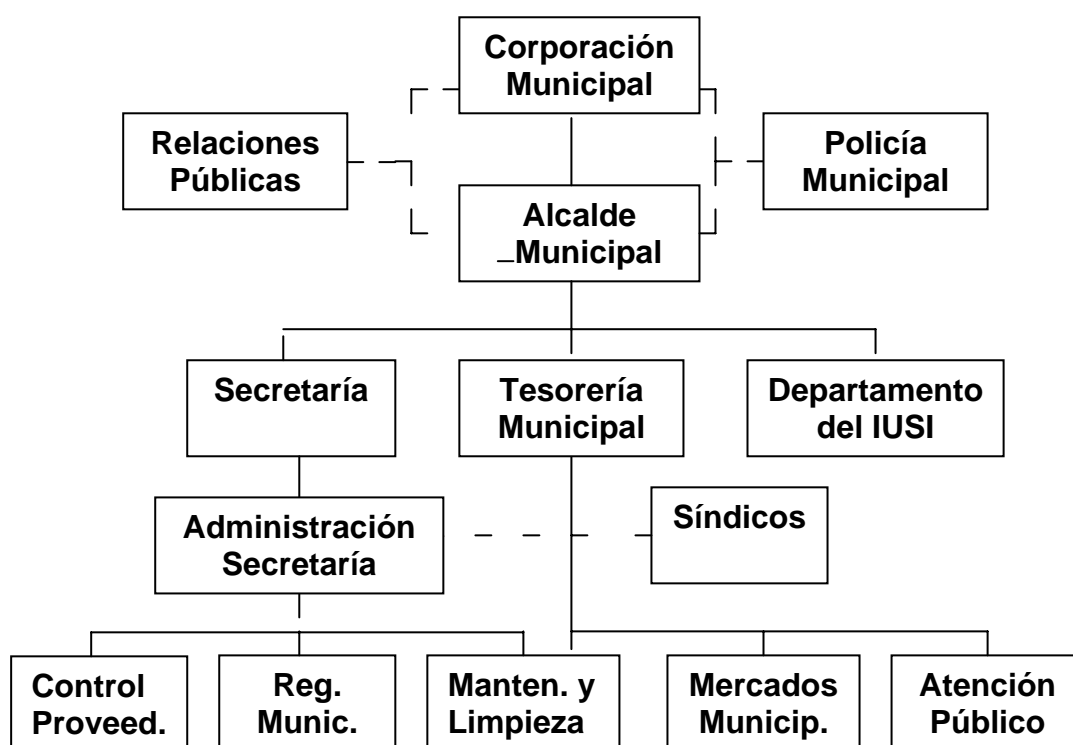 Corporación
Municipal
Relaciones
Públicas
Policía
Municipal
Alcalde
_Municipal
Secretaría
Tesorería
Municipal
Departamento
del IUSI
Administración
Secretaría
Síndicos
Control
Proveed.
Reg.
Munic.
Manten. y
Limpieza
Mercados
Municip.
Atención
Público